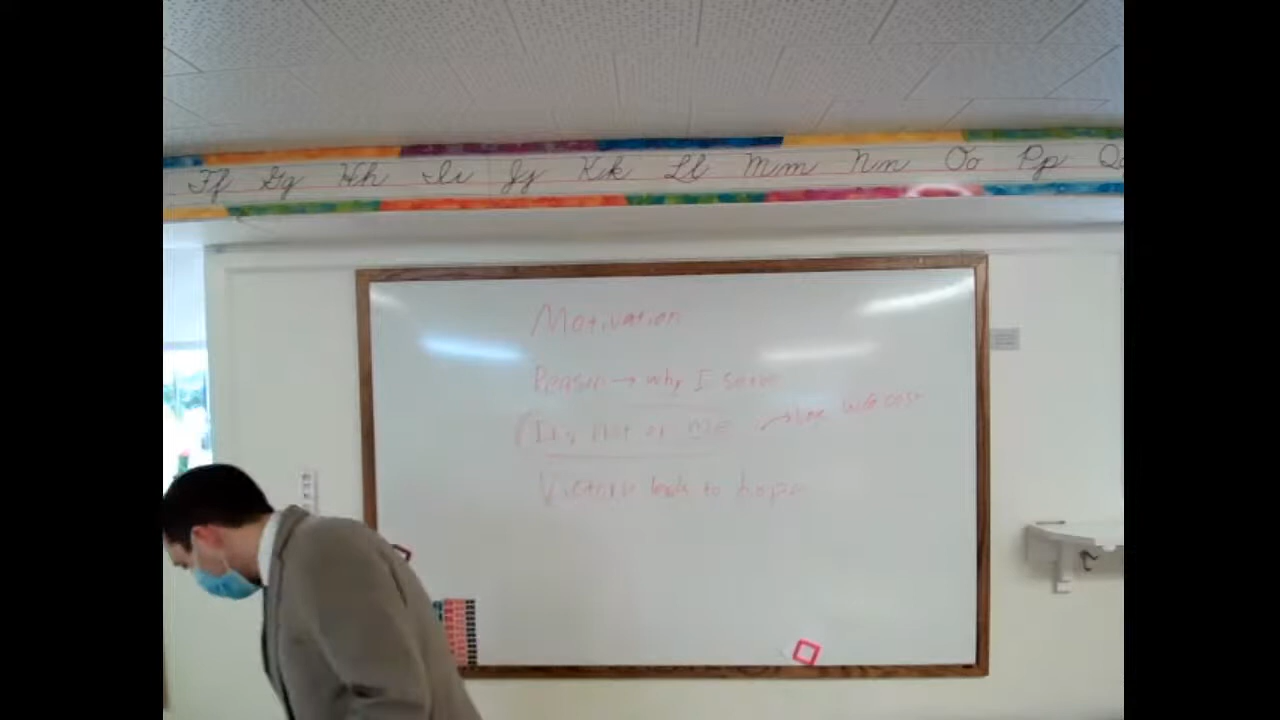 Ff Gg Hh Ii Jj Kk Ll Mm Nn Oo Pp Qq
Motivation
Reason → why I serve
It's not of ME →
Victory leads to hope